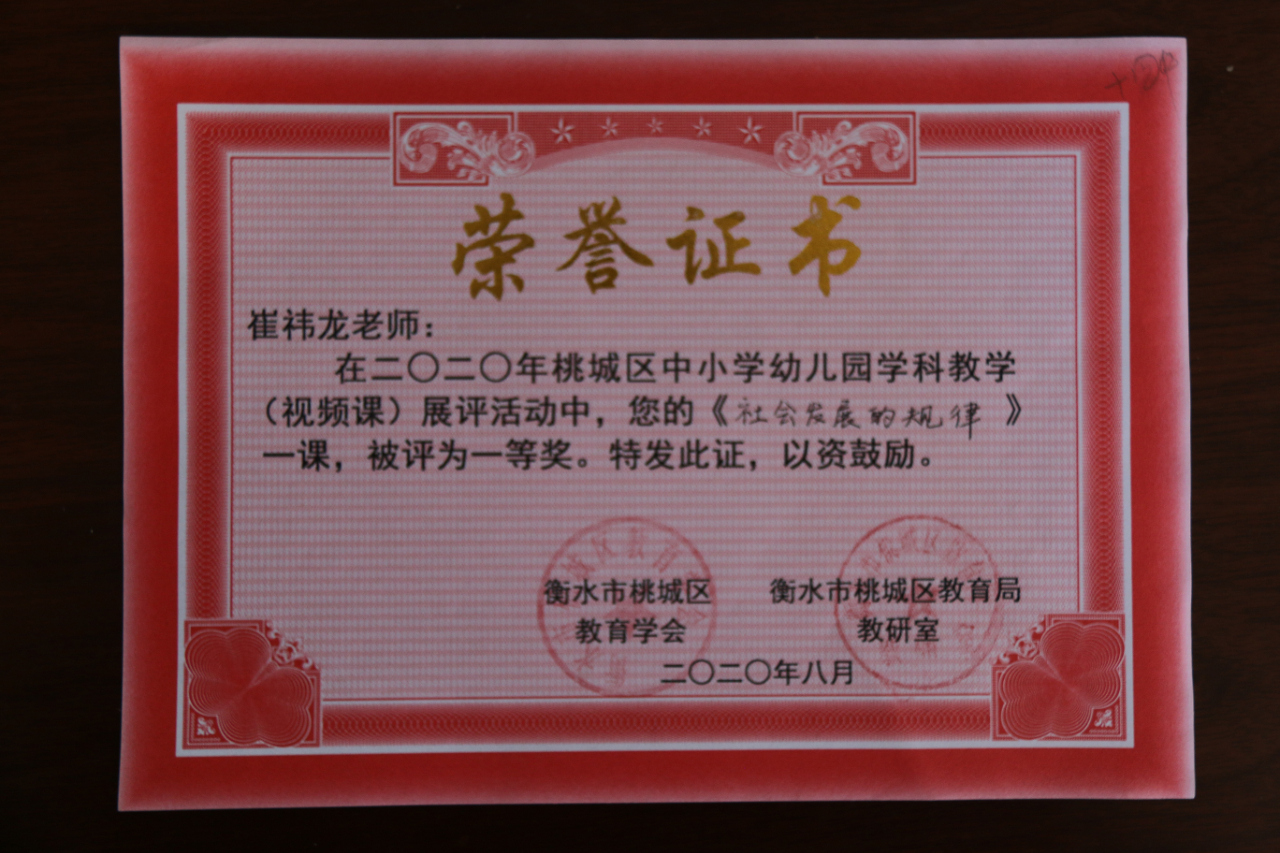 荣誉证书
崔祎龙老师：
在二〇二〇年桃城区中小学幼儿园学科教学
（视频课）展评活动中，您的《社会发展的规律》
一课，被评为一等奖。特发此证，以资鼓励。
衡水市桃城区 衡水市桃城区教育局
教育学会 教研室
二〇二〇年八月